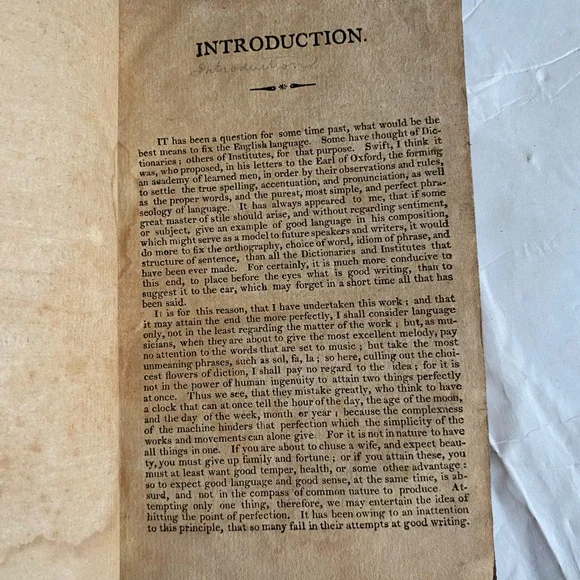 INTRODUCTION.
Introduction
IT has been a question for some time past, what would be the
best means to fix the English language. Some have thought of Dic-
tionaries; others of Institutes, for that purpose. Swift, I think it
was, who proposed, in his letters to the Earl of Oxford, the forming
an academy of learned men, in order by their observations and rules,
to settle the true spelling, accentuation, and pronunciation, as well
as the proper words, and the purest, most simple, and perfect phra-
seology of language. It has always appeared to me, that if some
great master of stile should arise, and without regarding sentiment,
or subject, give an example of good language in his composition,
which might serve as a model to future speakers and writers, it would
do more to fix the orthography, choice of word, idiom of phrase, and
structure of sentence, than all the Dictionaries and Institutes that
have been ever made. For certainly, it is much more conducive to
this end, to place before the eyes what is good writing, than to
suggest it to the ear, which may forget in a short time all that has
been said.
It is for this reason, that I have undertaken this work; and that
it may attain the end the more perfectly, I shall consider language
only, not in the least regarding the matter of the work; but, as mu-
sicians, when they are about to give the most excellent melody, pay
no attention to the words that are set to music; but take the most
unmeaning phrases, such as sol, fa, la; so here, culling out the choi-
cest flowers of diction, I shall pay no regard to the idea; for it is
not in the power of human ingenuity to attain two things perfectly
at once. Thus we see, that they mistake greatly, who think to have
a clock that can at once tell the hour of the day, the age of the moon,
and the day of the week, month or year; because the complexness
of the machine hinders that perfection which the simplicity of the
works and movements can alone give. For it is not in nature to have
all things in one. If you are about to chuse a wife, and expect beau-
ty, you must give up family and fortune; or if you attain these, you
must at least want good temper, health, or some other advantage:
so to expect good language and good sense, at the same time, is ab-
surd, and not in the compass of common nature to produce. At-
tempting only one thing, therefore, we may entertain the idea of
hitting the point of perfection. It has been owing to an inattention
to this principle, that so many fail in their attempts at good writing.